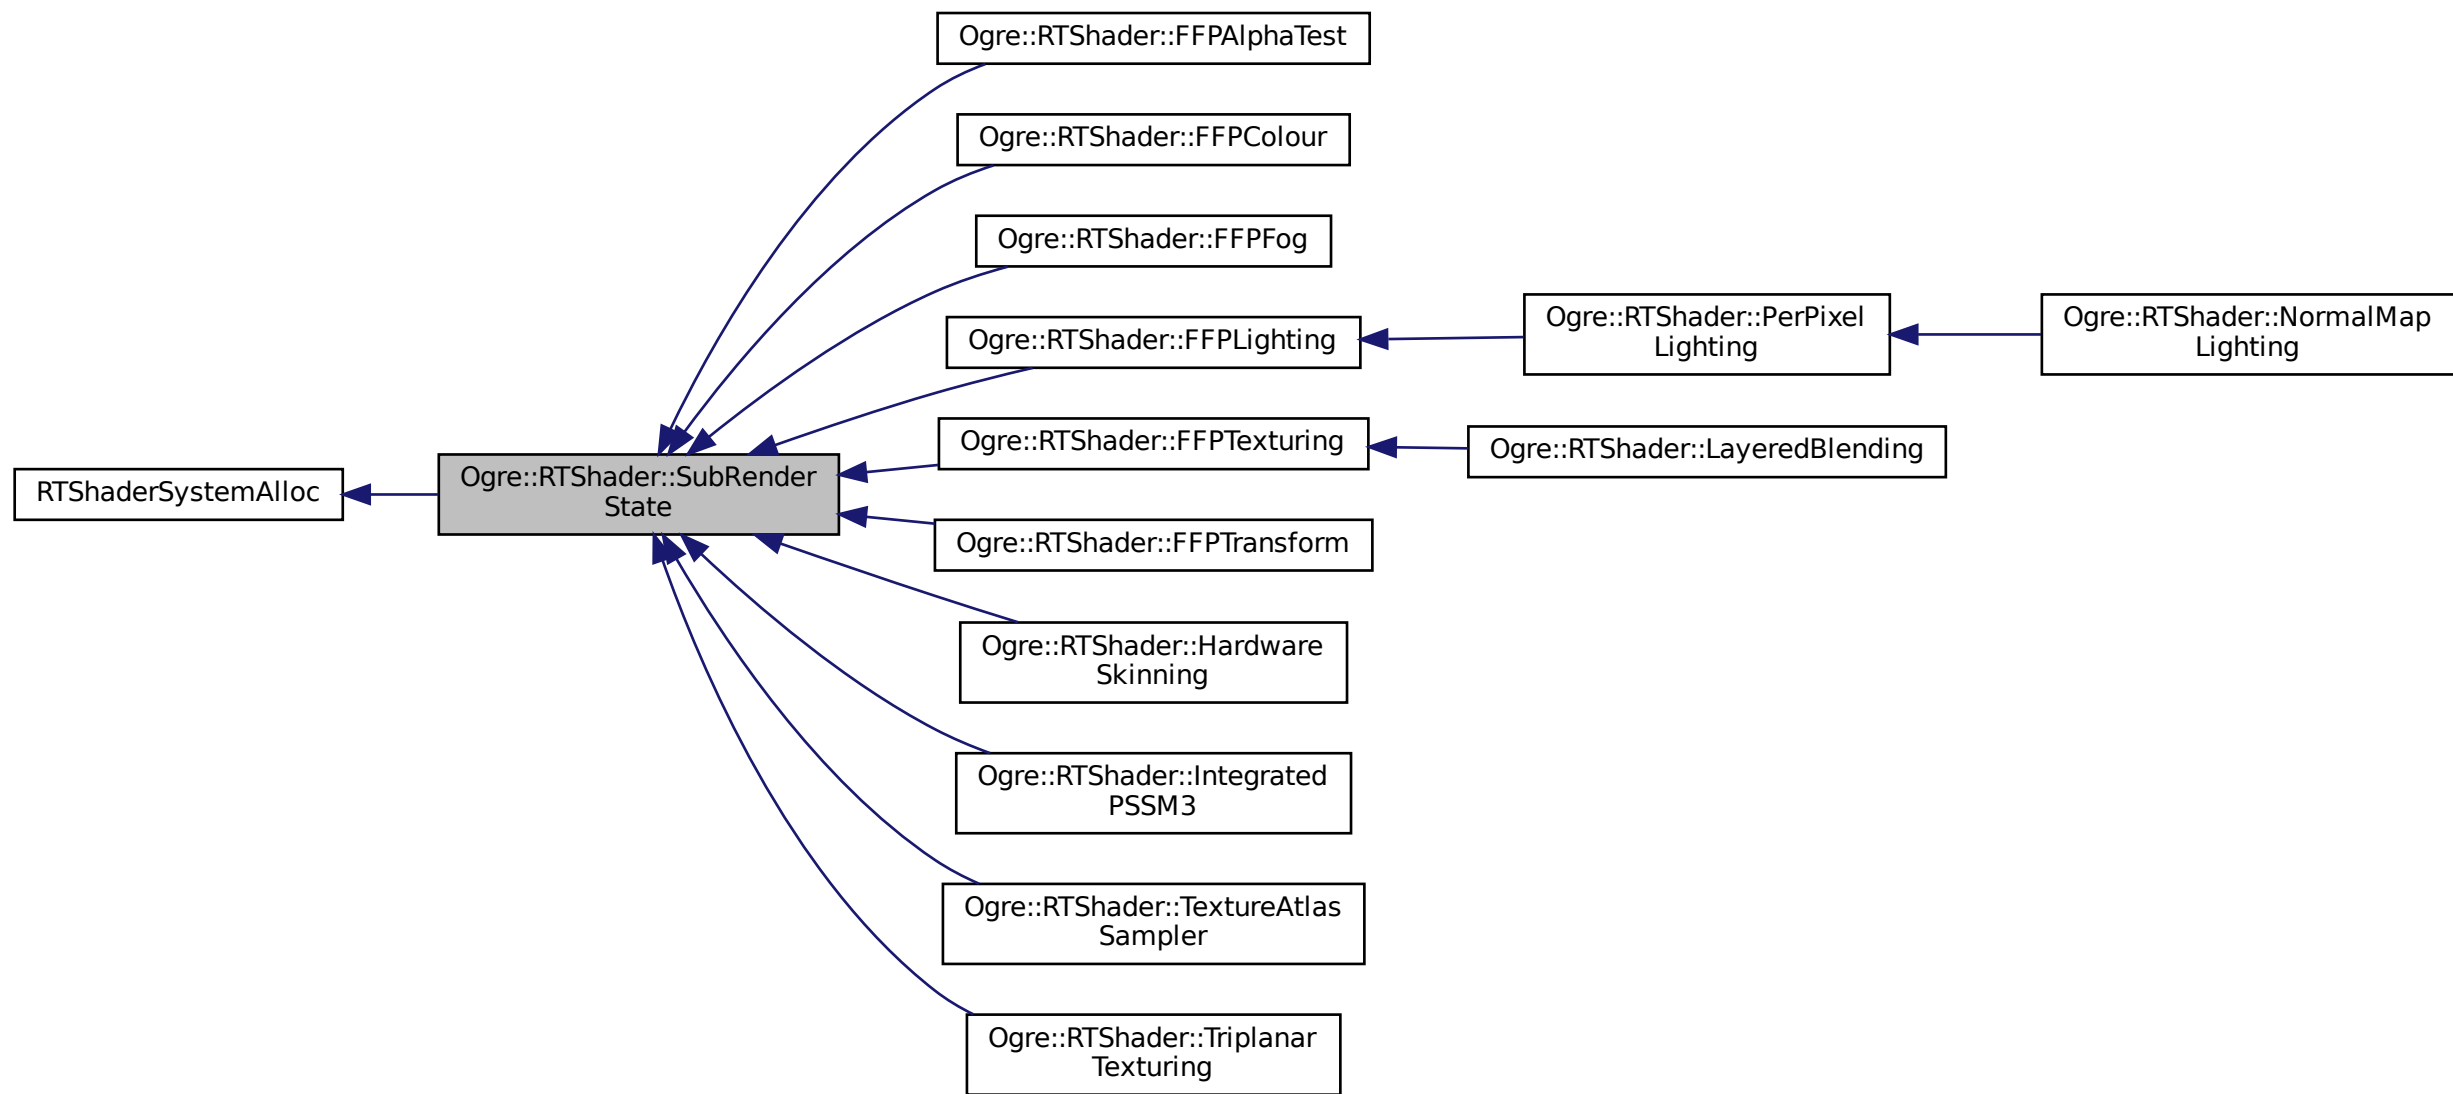 RTShaderSystemAlloc
Ogre::RTShader::SubRender
State
Ogre::RTShader::FFPAlphaTest
Ogre::RTShader::FFPColour
Ogre::RTShader::FFPFog
Ogre::RTShader::FFPLighting
Ogre::RTShader::PerPixel
Lighting
Ogre::RTShader::NormalMap
Lighting
Ogre::RTShader::FFPTexturing
Ogre::RTShader::LayeredBlending
Ogre::RTShader::FFPTransform
Ogre::RTShader::Hardware
Skinning
Ogre::RTShader::Integrated
PSSM3
Ogre::RTShader::TextureAtlas
Sampler
Ogre::RTShader::Triplanar
Texturing